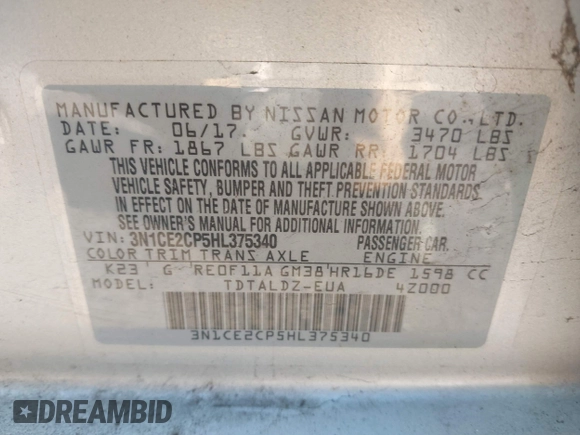 MANUFACTURED BY NISSAN MOTOR CO., LTD.
DATE: 06/17. GVWR: 3470 LBS
GAWR FR: 1867 LBS GAWR RR: 1704 LBS
THIS VEHICLE CONFORMS TO ALL APPLICABLE FEDERAL MOTOR
VEHICLE SAFETY, BUMPER AND THEFT PREVENTION STANDARDS
IN EFFECT ON THE DATE OF MANUFACTURE SHOWN ABOVE.
SEE OWNER'S MANUAL FOR ADDITIONAL INFORMATION.
VIN: 3N1CE2CP5HL375340 PASSENGER CAR.
COLOR TRIM TRANS AXLE ENGINE
K23 G RE0F11A GM38 HR16DE 1598 CC
MODEL: TDTALDZ-EUA 4Z000
3N1CE2CP5HL375340
DREAMBID